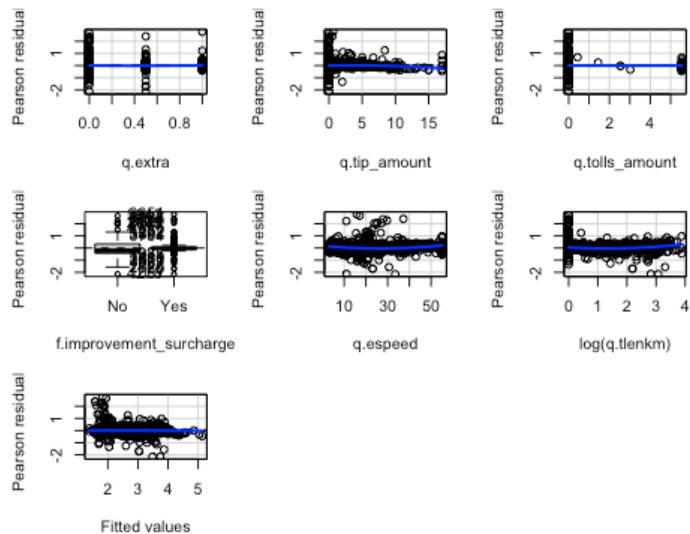 Pearson residual
1
-2
0.0 0.4 0.8
q.extra
Pearson residual
1
-2
0 5 10 15
q.tip_amount
Pearson residual
1
-2
0 2 4
q.tolls_amount
Pearson residual
1
-2
No Yes
f.improvement_surcharge
Pearson residual
1
-2
10 30 50
q.espeed
Pearson residual
1
-2
0 1 2 3 4
log(q.tlenkm)
Pearson residual
1
-2
2 3 4 5
Fitted values